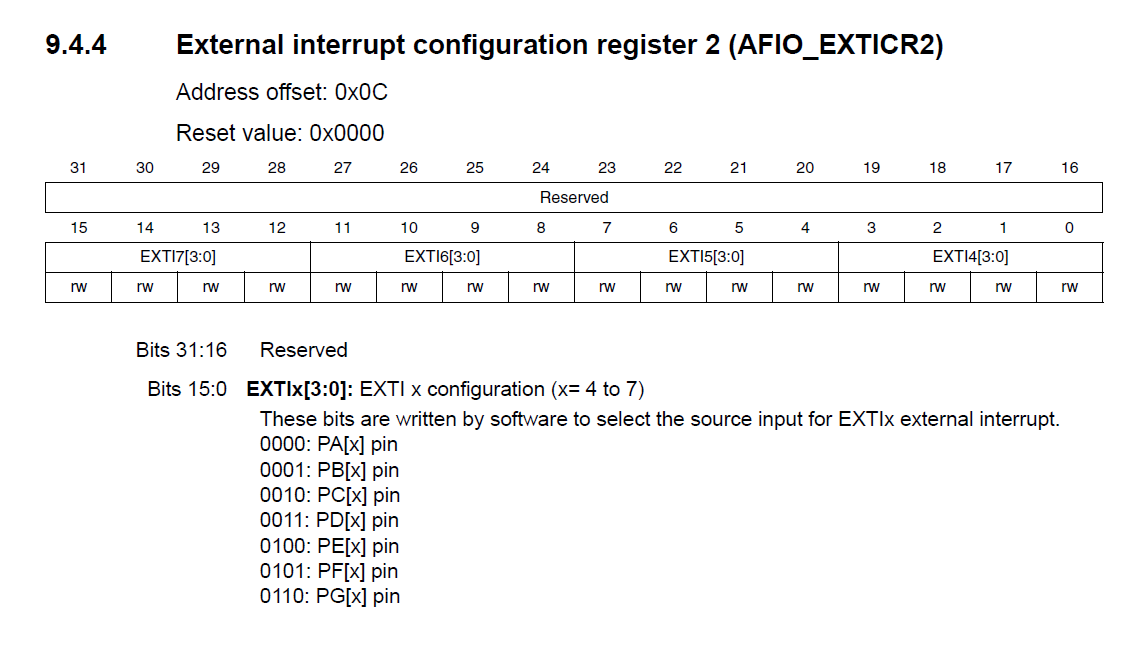 9.4.4 External interrupt configuration register 2 (AFIO_EXTICR2)
Address offset: 0x0C
Reset value: 0x0000
31 30 29 28 27 26 25 24 23 22 21 20 19 18 17 16
Reserved
15 14 13 12 11 10 9 8 7 6 5 4 3 2 1 0
EXTI7[3:0] EXTI6[3:0] EXTI5[3:0] EXTI4[3:0]
rw rw rw rw rw rw rw rw rw rw rw rw rw rw rw rw
Bits 31:16 Reserved
Bits 15:0 EXTIx[3:0]: EXTI x configuration (x= 4 to 7)
These bits are written by software to select the source input for EXTIx external interrupt.
0000: PA[x] pin
0001: PB[x] pin
0010: PC[x] pin
0011: PD[x] pin
0100: PE[x] pin
0101: PF[x] pin
0110: PG[x] pin